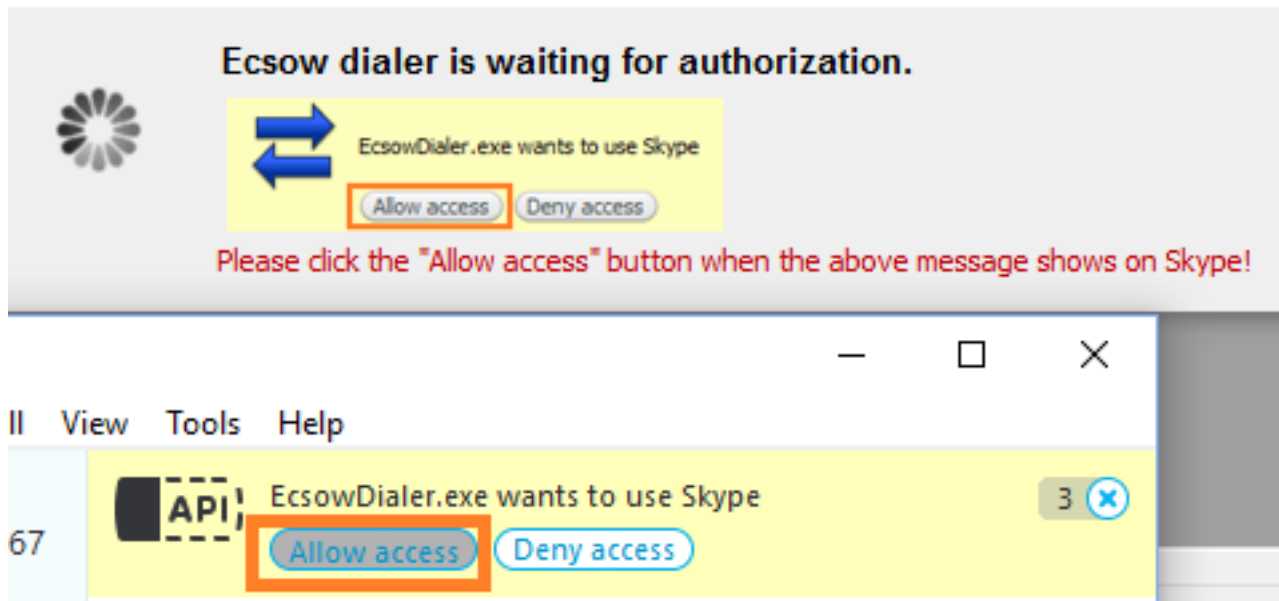 Ecsow dialer is waiting for authorization.
EcsowDialer.exe wants to use Skype
Allow access Deny access
Please click the "Allow access" button when the above message shows on Skype!
ll View Tools Help
API EcsowDialer.exe wants to use Skype 3
67
Allow access Deny access